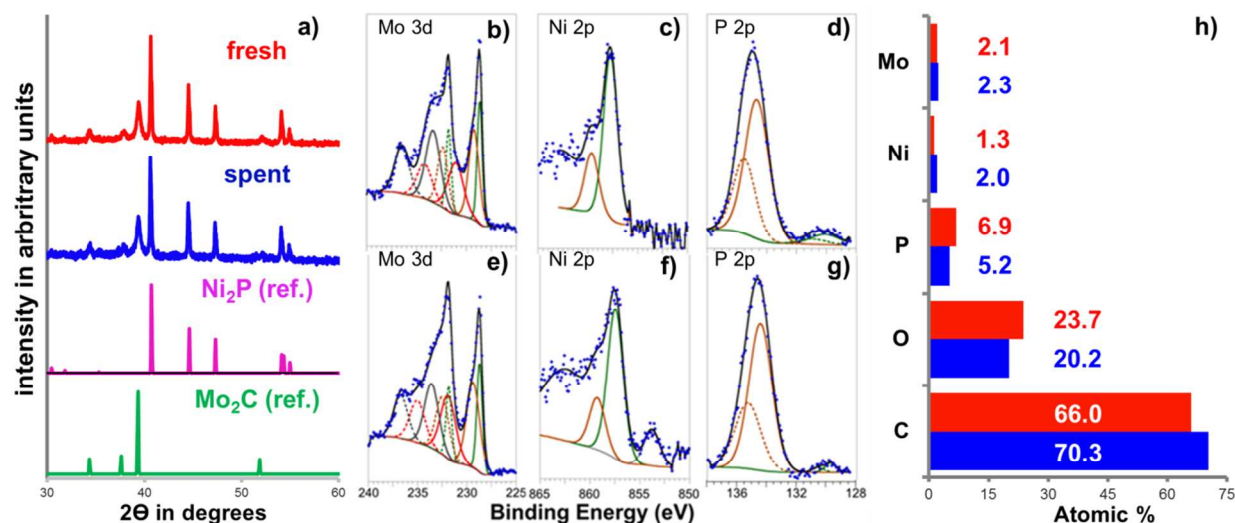 intensity in arbritrary units
a)
fresh
spent
Ni₂P (ref.)
Mo₂C (ref.)
30 40 50 60
2Θ in degrees
Mo 3d b)
Ni 2p c)
P 2p d)
Mo 3d e)
Ni 2p f)
P 2p g)
240 235 230 225
865 860 855 850
136 132 128
Binding Energy (eV)
h)
Mo
2.1
2.3
Ni
1.3
2.0
P
6.9
5.2
O
23.7
20.2
C
66.0
70.3
0 15 30 45 60 75
Atomic %